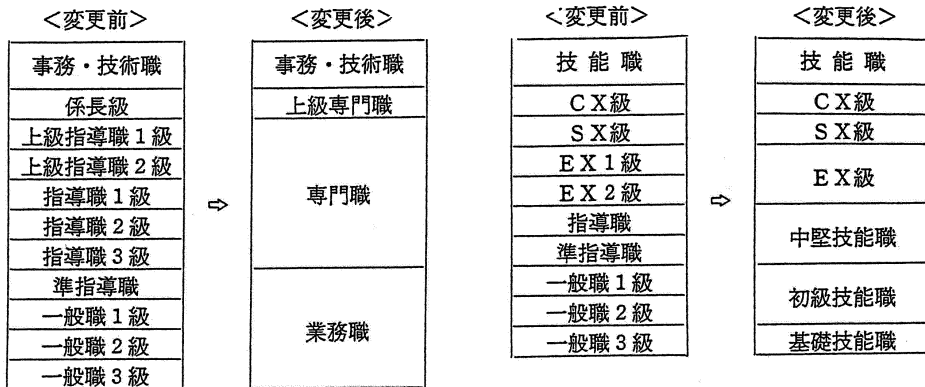 <変更前>
事務・技術職
係長級
上級指導職1級
上級指導職2級
指導職1級
指導職2級
指導職3級
準指導職
一般職1級
一般職2級
一般職3級
⇨
<変更後>
事務・技術職
上級専門職
専門職
業務職
<変更前>
技能職
CX級
SX級
EX1級
EX2級
指導職
準指導職
一般職1級
一般職2級
一般職3級
⇨
<変更後>
技能職
CX級
SX級
EX級
中堅技能職
初級技能職
基礎技能職